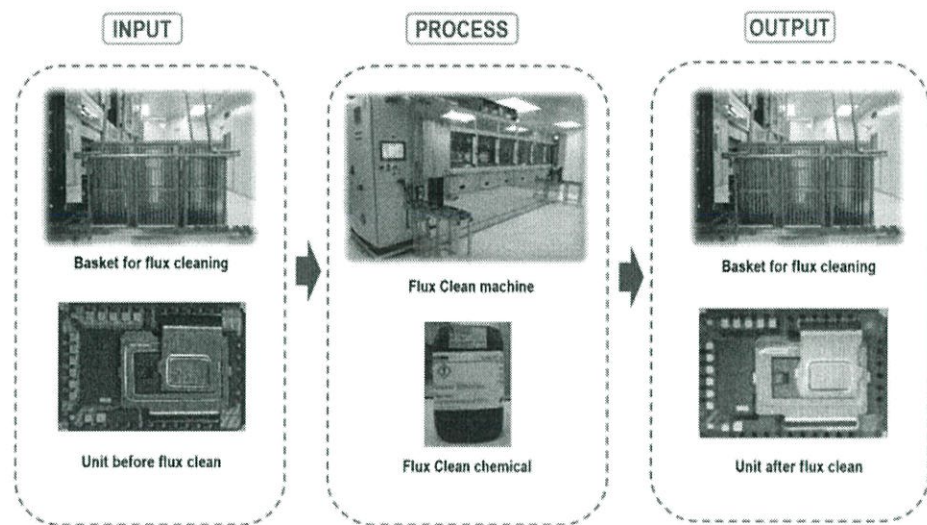 INPUT
PROCESS
OUTPUT
Basket for flux cleaning
Unit before flux clean
Flux Clean machine
Flux Clean chemical
Basket for flux cleaning
Unit after flux clean